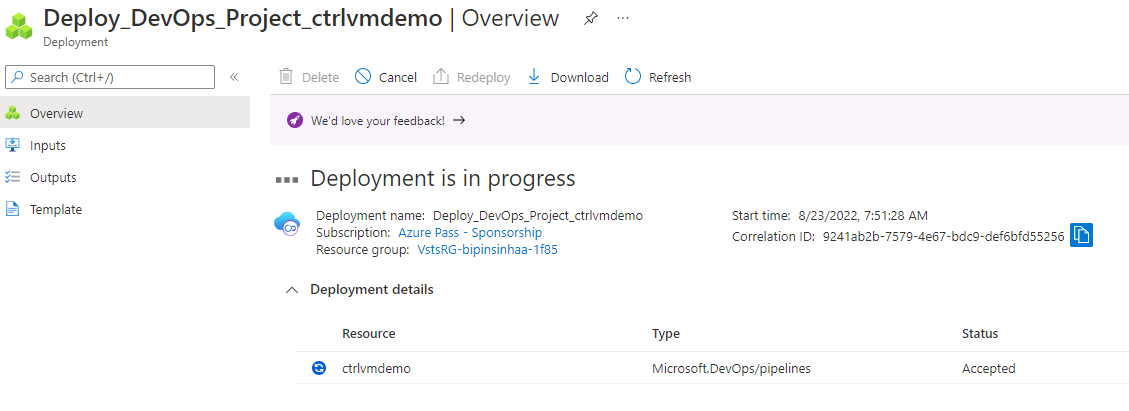 Deploy_DevOps_Project_ctrlvmdemo | Overview
Deployment
Search (Ctrl+/)
Overview
Inputs
Outputs
Template
Delete Cancel Redeploy Download Refresh
We'd love your feedback!
Deployment is in progress
Deployment name: Deploy_DevOps_Project_ctrlvmdemo
Subscription: Azure Pass - Sponsorship
Resource group: VstsRG-bipinsinhaa-1f85
Start time: 8/23/2022, 7:51:28 AM
Correlation ID: 9241ab2b-7579-4e67-bdc9-def6bfd55256
Deployment details
Resource Type Status
ctrlvmdemo Microsoft.DevOps/pipelines Accepted